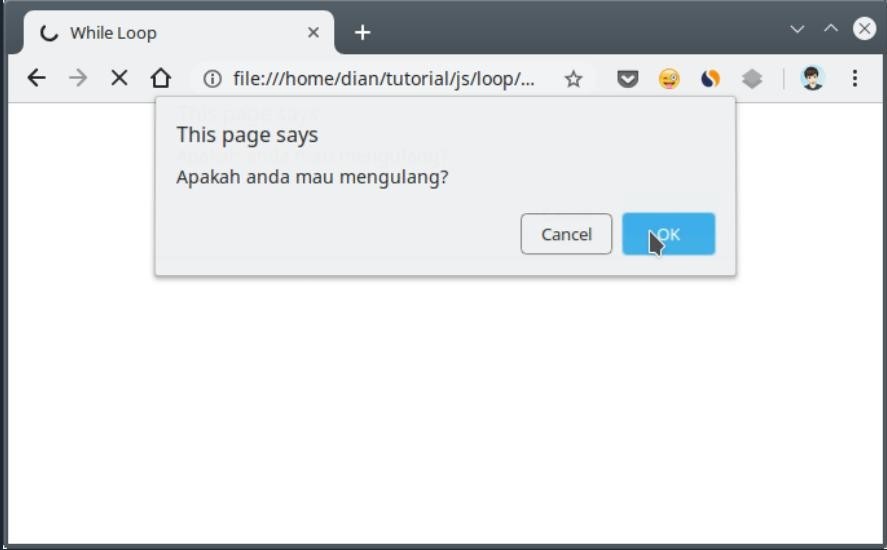 While Loop
file:///home/dian/tutorial/js/loop/...
This page says
Apakah anda mau mengulang?
Cancel
OK